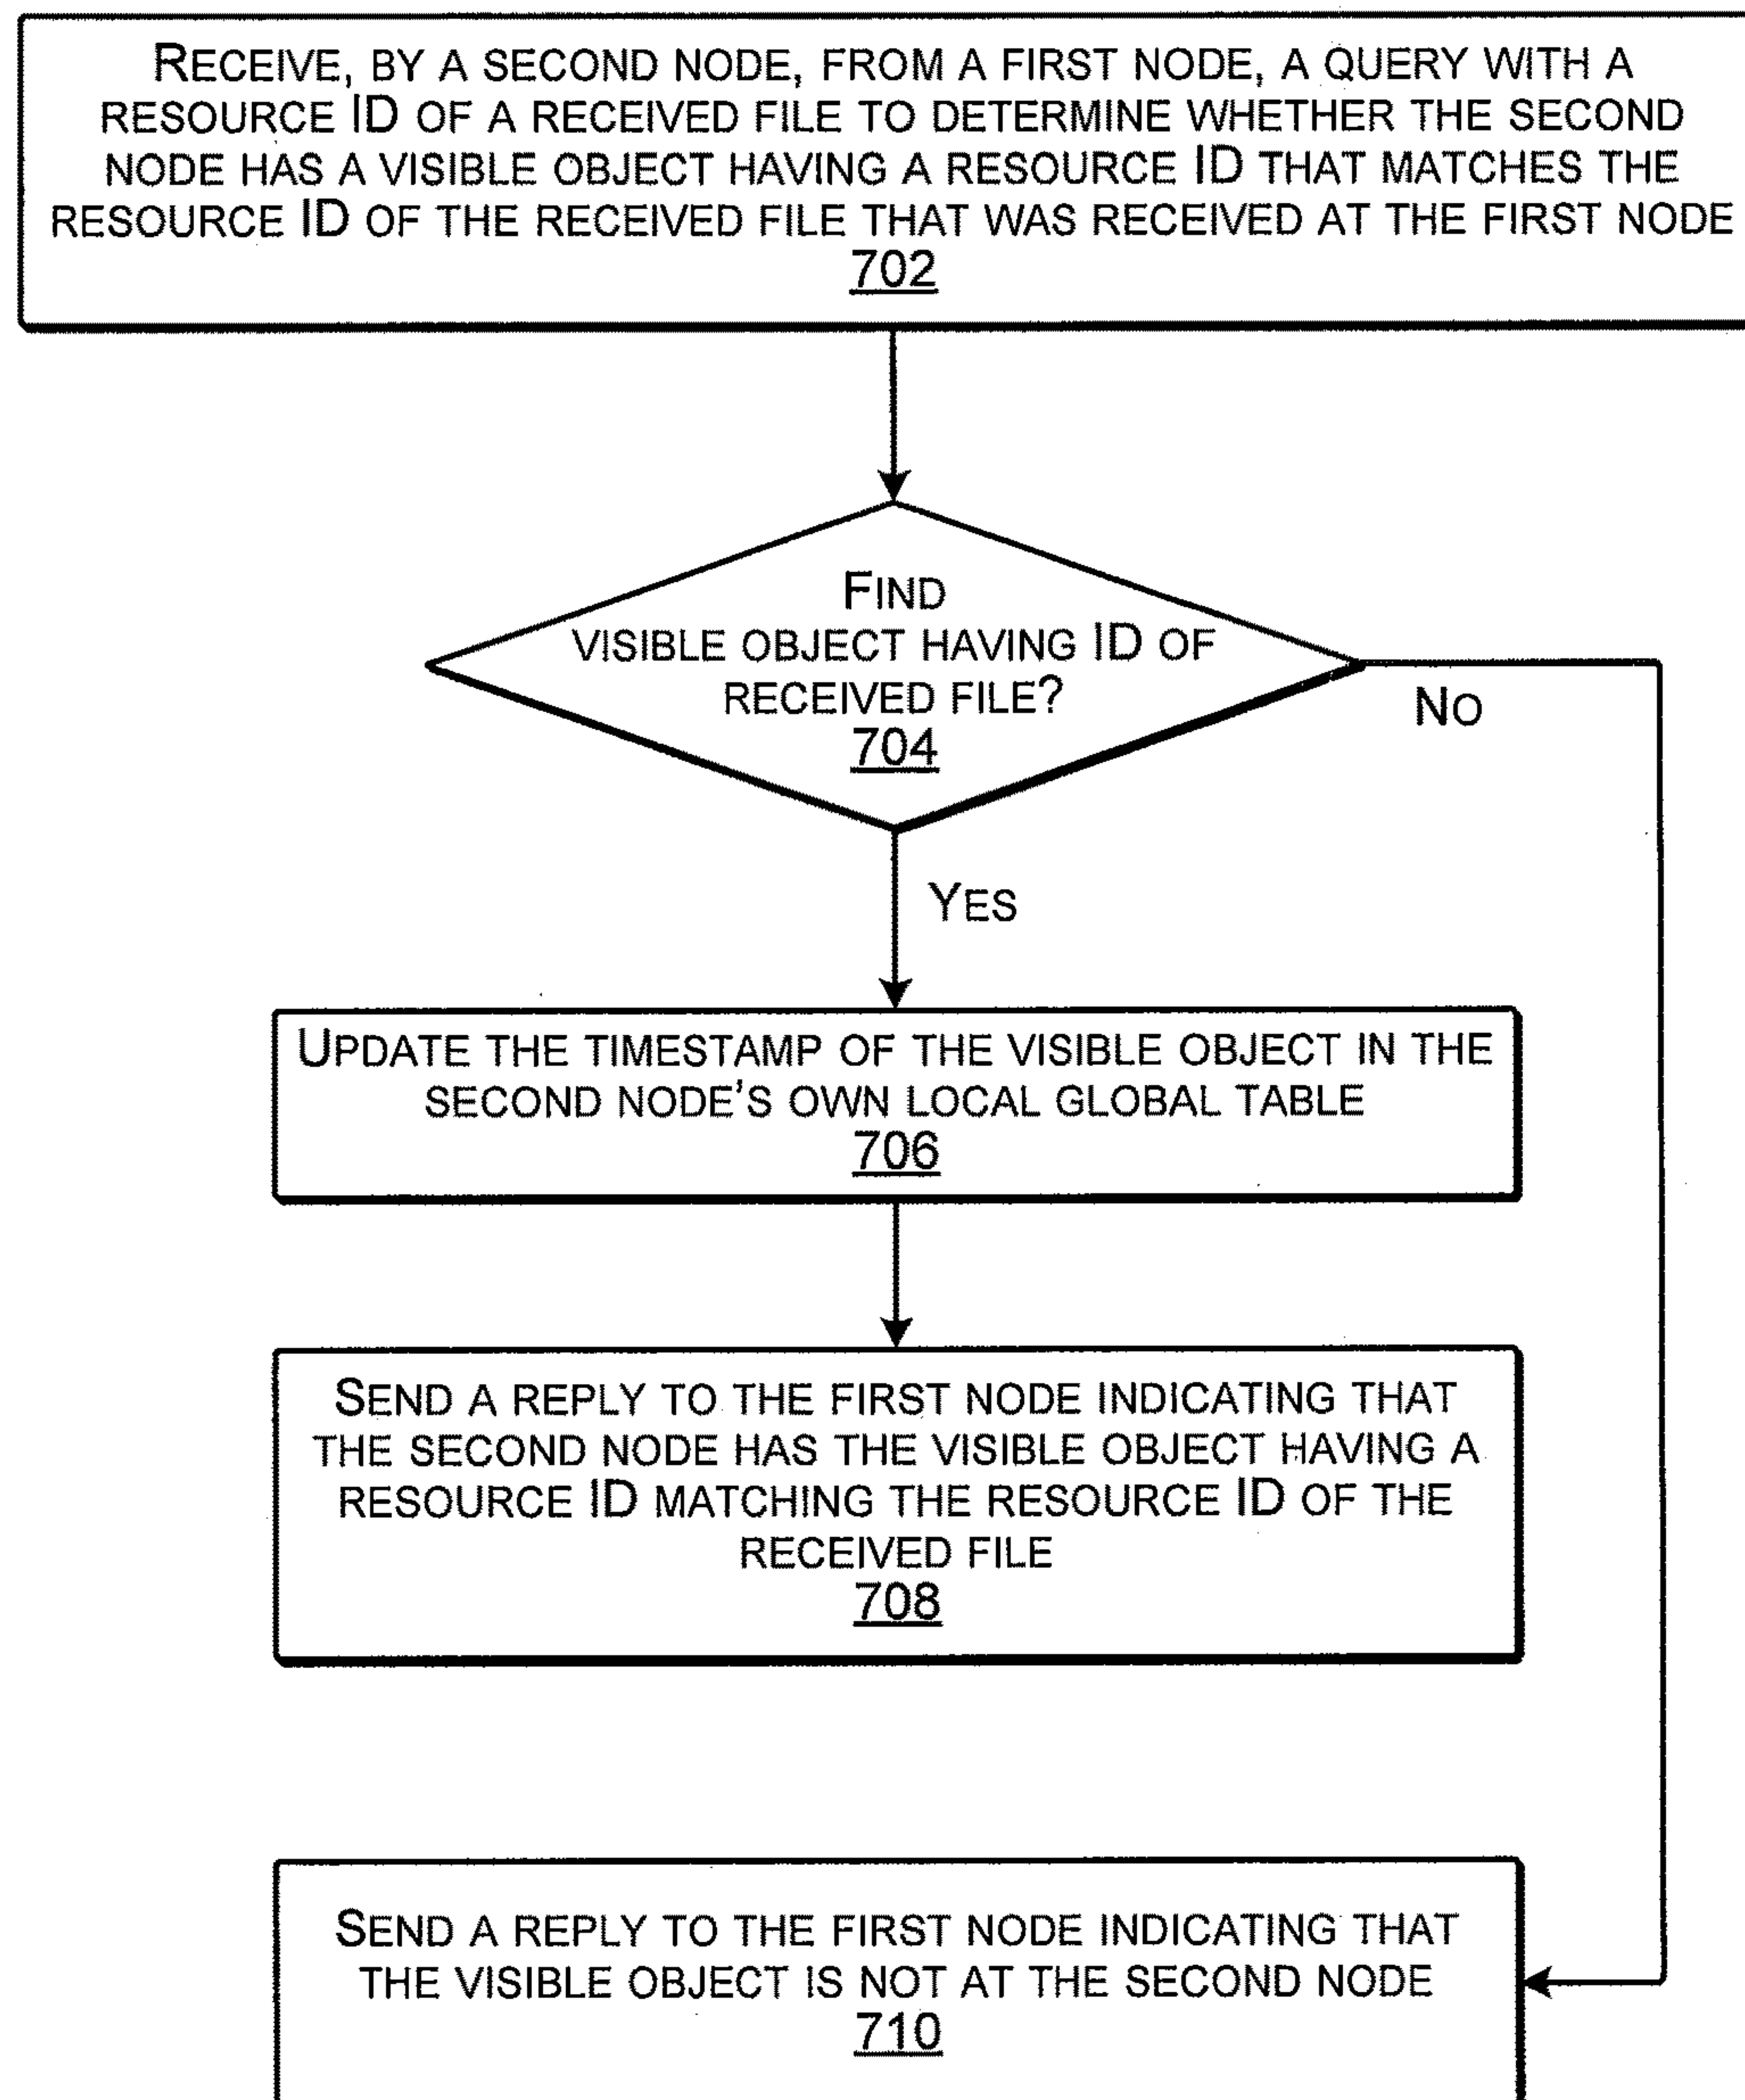 RECEIVE, BY A SECOND NODE, FROM A FIRST NODE, A QUERY WITH A
RESOURCE ID OF A RECEIVED FILE TO DETERMINE WHETHER THE SECOND
NODE HAS A VISIBLE OBJECT HAVING A RESOURCE ID THAT MATCHES THE
RESOURCE ID OF THE RECEIVED FILE THAT WAS RECEIVED AT THE FIRST NODE
702
FIND
VISIBLE OBJECT HAVING ID OF
RECEIVED FILE?
704
NO
YES
UPDATE THE TIMESTAMP OF THE VISIBLE OBJECT IN THE
SECOND NODE'S OWN LOCAL GLOBAL TABLE
706
SEND A REPLY TO THE FIRST NODE INDICATING THAT
THE SECOND NODE HAS THE VISIBLE OBJECT HAVING A
RESOURCE ID MATCHING THE RESOURCE ID OF THE
RECEIVED FILE
708
SEND A REPLY TO THE FIRST NODE INDICATING THAT
THE VISIBLE OBJECT IS NOT AT THE SECOND NODE
710